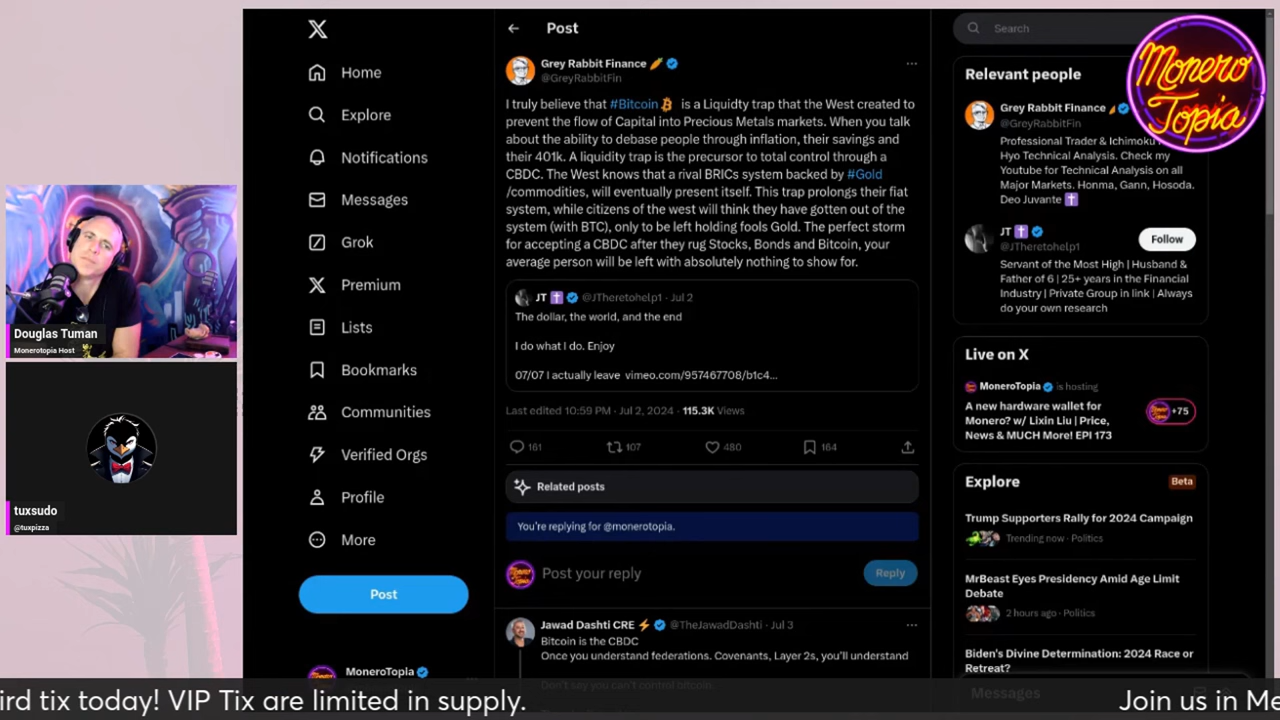 Home
Explore
Notifications
Messages
Grok
Premium
Lists
Bookmarks
Communities
Verified Orgs
Profile
More
Post
MoneroTopia
Post
Grey Rabbit Finance
@GreyRabbitFin
I truly believe that #Bitcoin is a Liquidty trap that the West created to
prevent the flow of Capital into Precious Metals markets. When you talk
about the ability to debase people through inflation, their savings and
their 401k. A liquidity trap is the precursor to total control through a
CBDC. The West knows that a rival BRICs system backed by #Gold
/commodities, will eventually present itself. This trap prolongs their fiat
system, while citizens of the west will think they have gotten out of the
system (with BTC), only to be left holding fools Gold. The perfect storm
for accepting a CBDC after they rug Stocks, Bonds and Bitcoin, your
average person will be left with absolutely nothing to show for.
JT @JTheretohelp1 · Jul 2
The dollar, the world, and the end
I do what I do. Enjoy
07/07 I actually leave vimeo.com/957467708/b1c4...
Last edited 10:59 PM · Jul 2, 2024 · 115.3K Views
161 107 480 164
Related posts
You're replying for @monerotopia.
Post your reply
Reply
Jawad Dashti CRE @TheJawadDashti · Jul 3
Bitcoin is the CBDC
Once you understand federations. Covenants, Layer 2s, you'll understand
Don't say you can't control bitcoin.
Search
Monero
Topia
Relevant people
Grey Rabbit Finance
@GreyRabbitFin
Professional Trader & Ichimoku
Hyo Technical Analysis. Check my
Youtube for Technical Analysis on all
Major Markets. Honma, Gann, Hosoda.
Deo Juvante
JT
@JTheretohelp1
Follow
Servant of the Most High | Husband &
Father of 6 | 25+ years in the Financial
Industry | Private Group in link | Always
do your own research
Live on X
MoneroTopia is hosting
A new hardware wallet for
Monero? w/ Lixin Liu | Price,
News & MUCH More! EPI 173
+75
Explore
Beta
Trump Supporters Rally for 2024 Campaign
Trending now · Politics
MrBeast Eyes Presidency Amid Age Limit
Debate
2 hours ago · Politics
Biden's Divine Determination: 2024 Race or
Retreat?
Messages
Douglas Tuman
Monerotopia Host
tuxsudo
@tuxpizza
ird tix today! VIP Tix are limited in supply.
Join us in Me